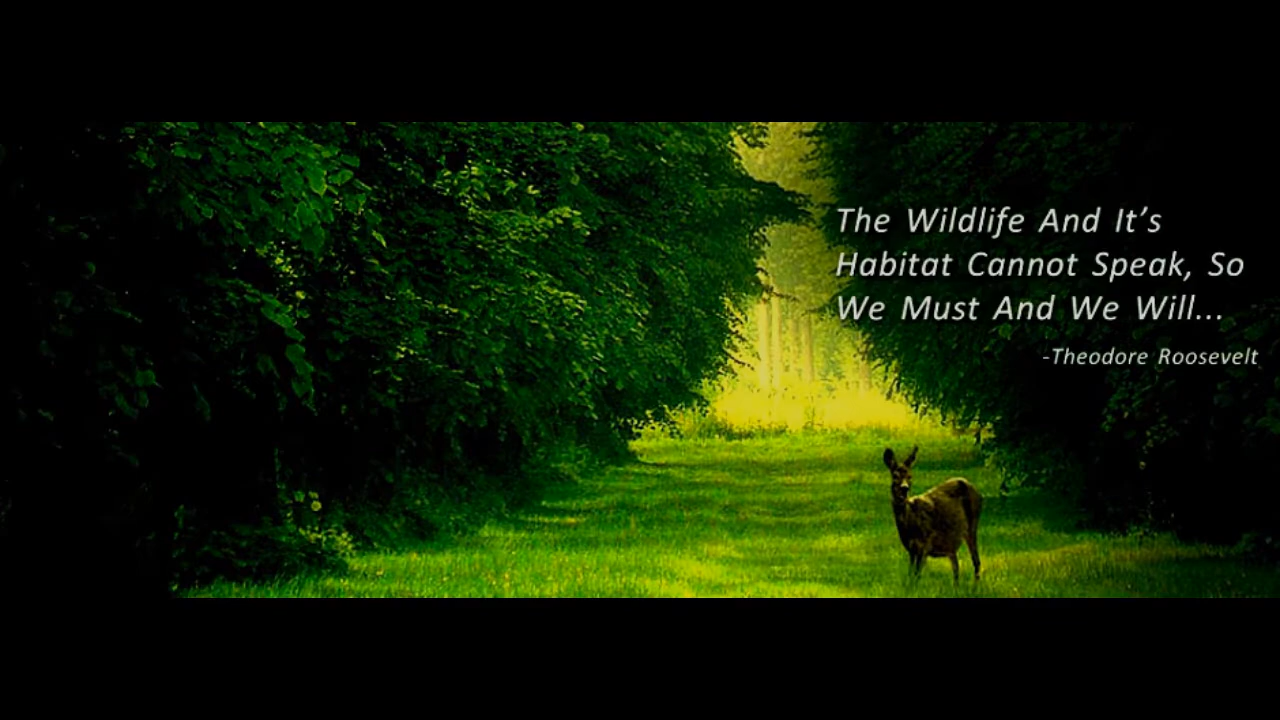 The Wildlife And It’s
Habitat Cannot Speak, So
We Must And We Will...
-Theodore Roosevelt